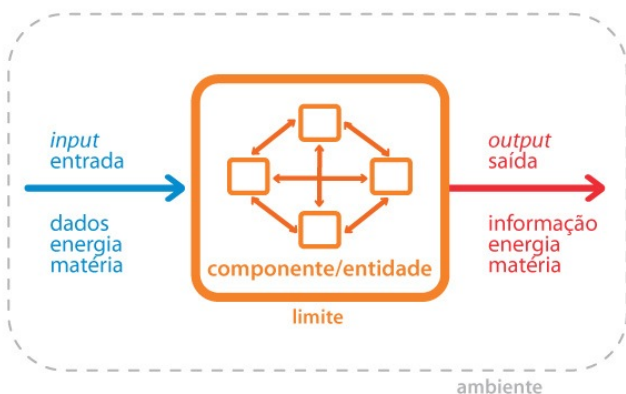 input
entrada
dados
energia
matéria
componente/entidade
limite
output
saída
informação
energia
matéria
ambiente